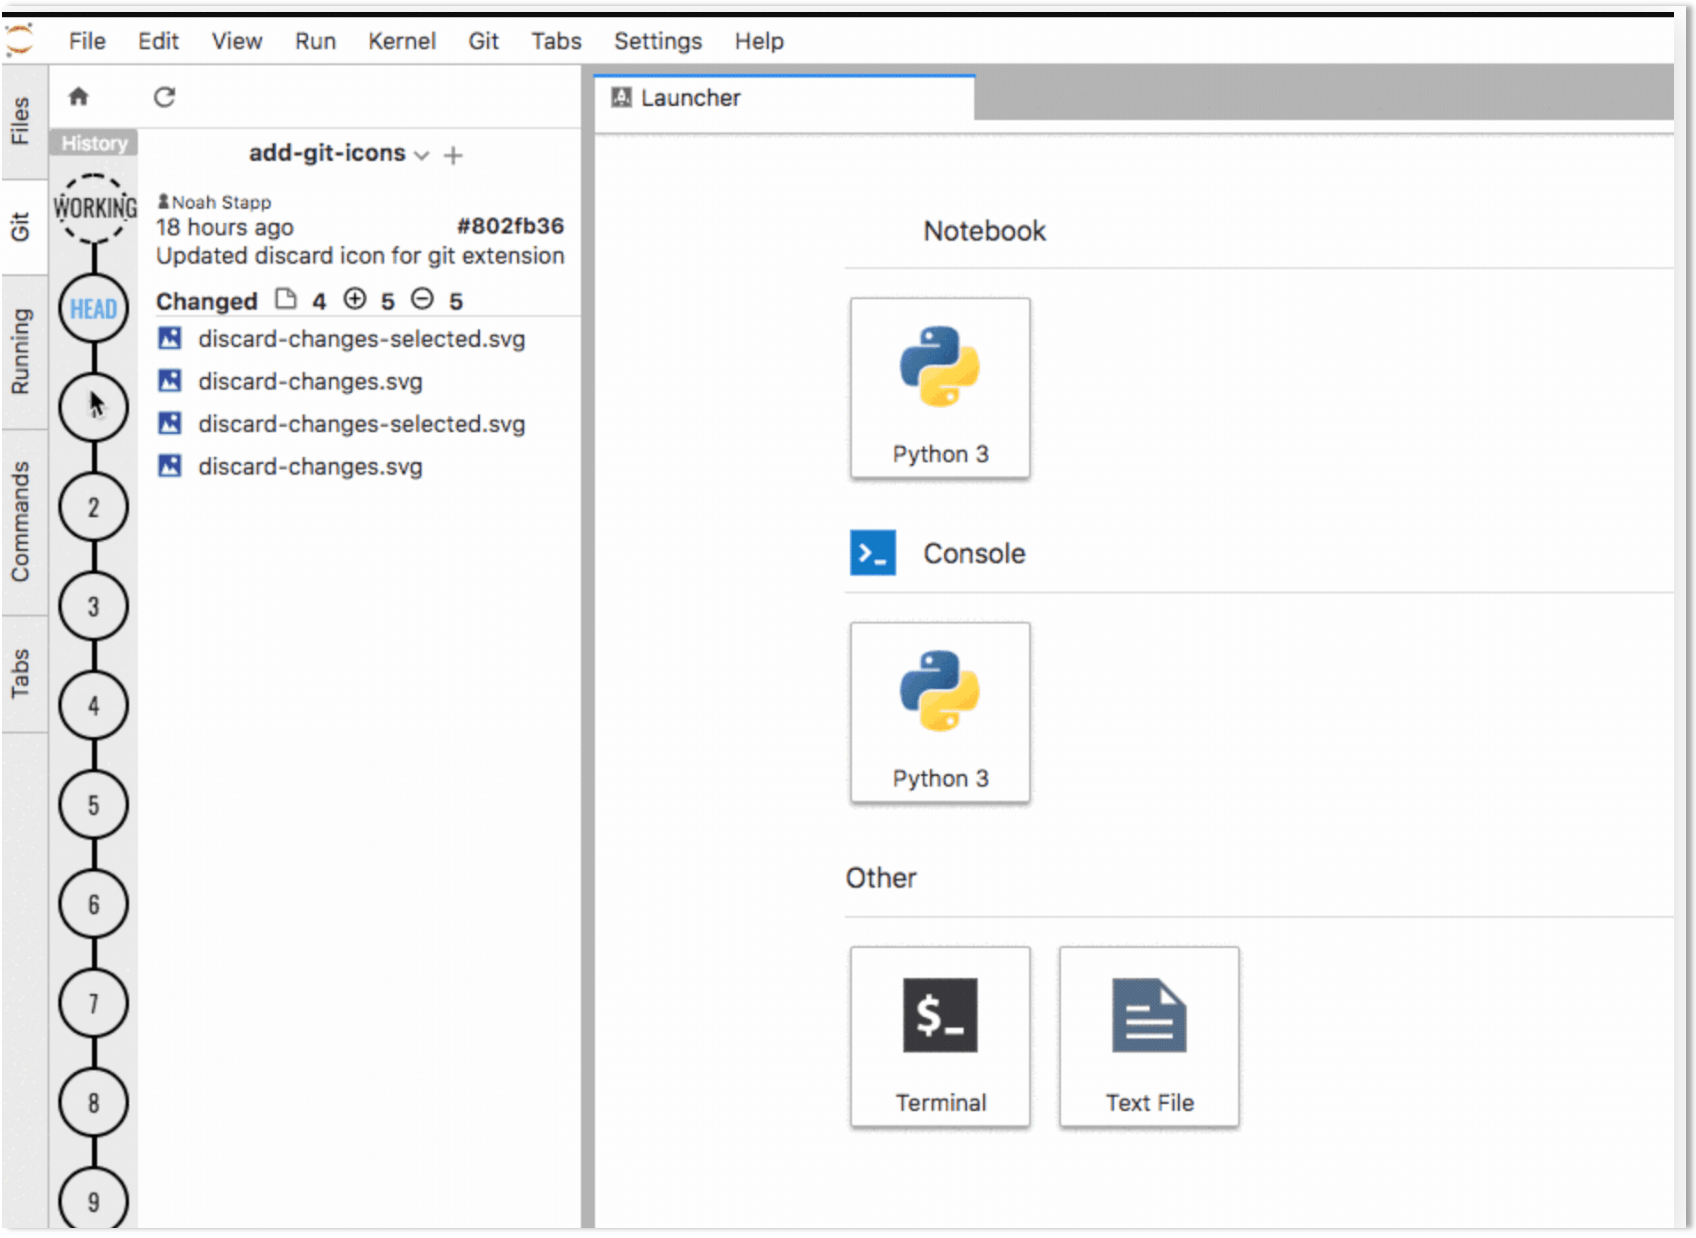 File Edit View Run Kernel Git Tabs Settings Help
Files
Git
Running
Commands
Tabs
History
WORKING
HEAD
2
3
4
5
6
7
8
9
add-git-icons
Noah Stapp
18 hours ago #802fb36
Updated discard icon for git extension
Changed 4 5 5
discard-changes-selected.svg
discard-changes.svg
discard-changes-selected.svg
discard-changes.svg
Launcher
Notebook
Python 3
>_ Console
Python 3
Other
$_
Terminal Text File